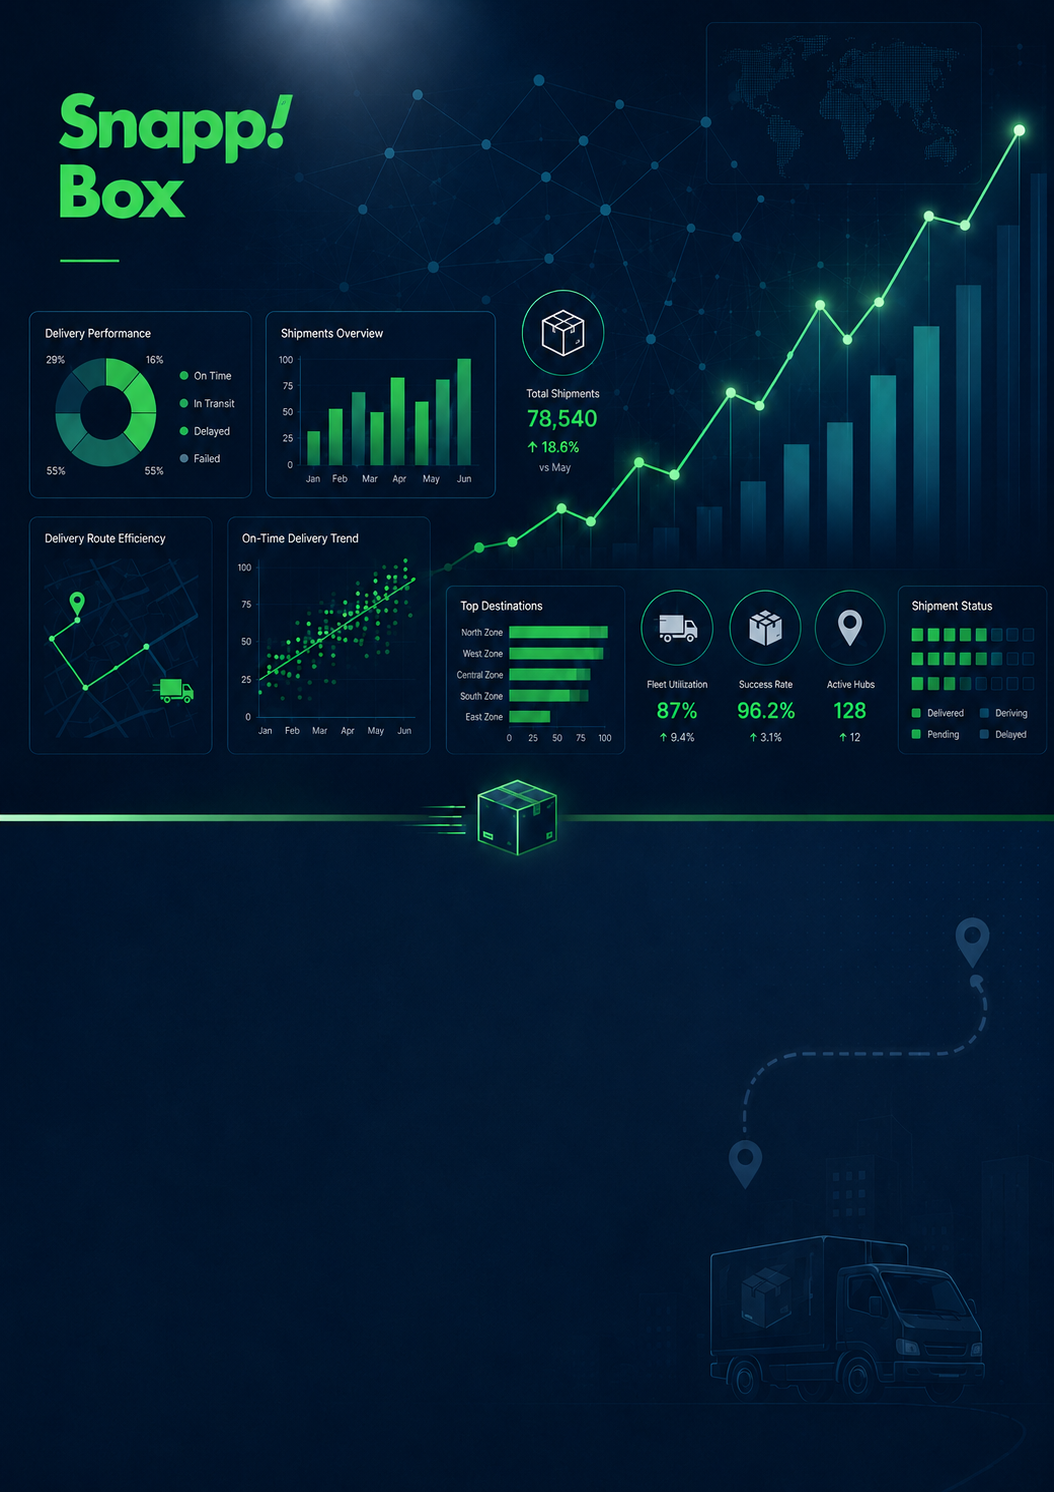 Snapp!
Box
Delivery Performance
29%
16%
55%
55%
On Time
In Transit
Delayed
Failed
Shipments Overview
100
75
50
25
0
Jan Feb Mar Apr May Jun
Total Shipments
78,540
↑ 18.6%
vs May
Delivery Route Efficiency
On-Time Delivery Trend
100
75
50
25
0
Jan Feb Mar Apr May Jun
Top Destinations
North Zone
West Zone
Central Zone
South Zone
East Zone
0 25 50 75 100
Fleet Utilization
87%
↑ 9.4%
Success Rate
96.2%
↑ 3.1%
Active Hubs
128
↑ 12
Shipment Status
Delivered
Deriving
Pending
Delayed